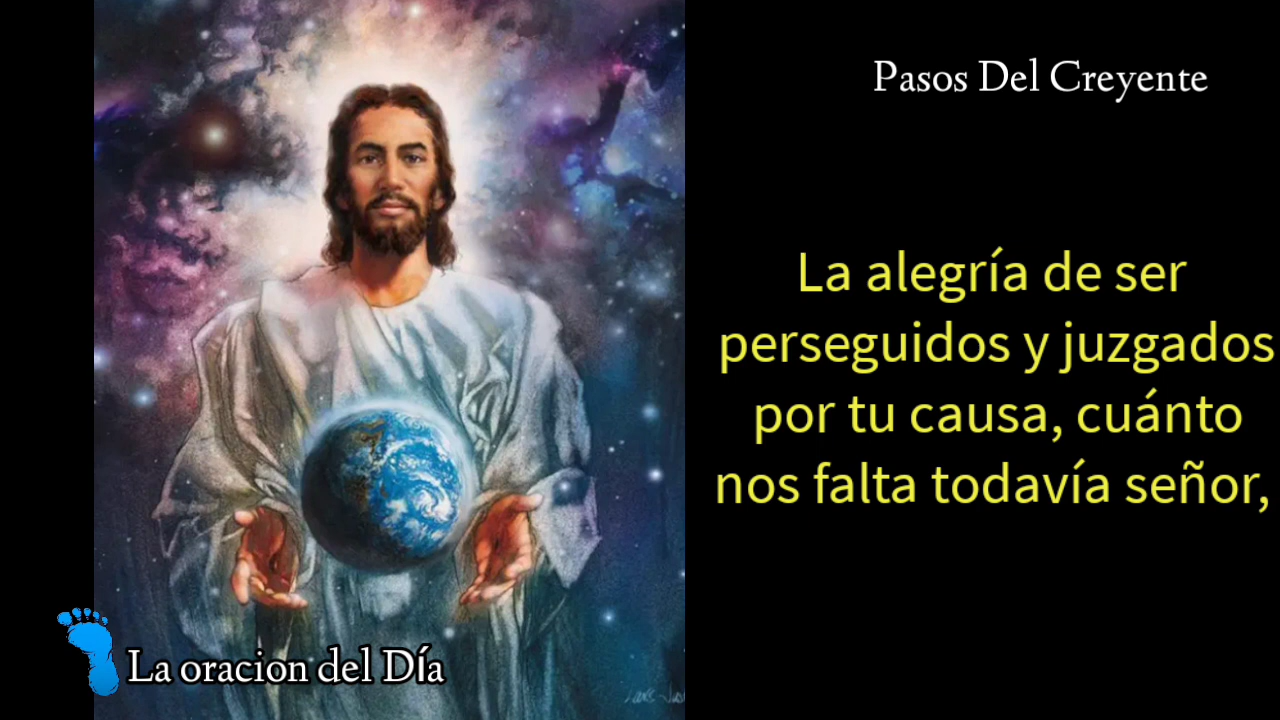 Pasos Del Creyente
La alegría de ser
perseguidos y juzgados
por tu causa, cuánto
nos falta todavía señor,
La oracion del Día